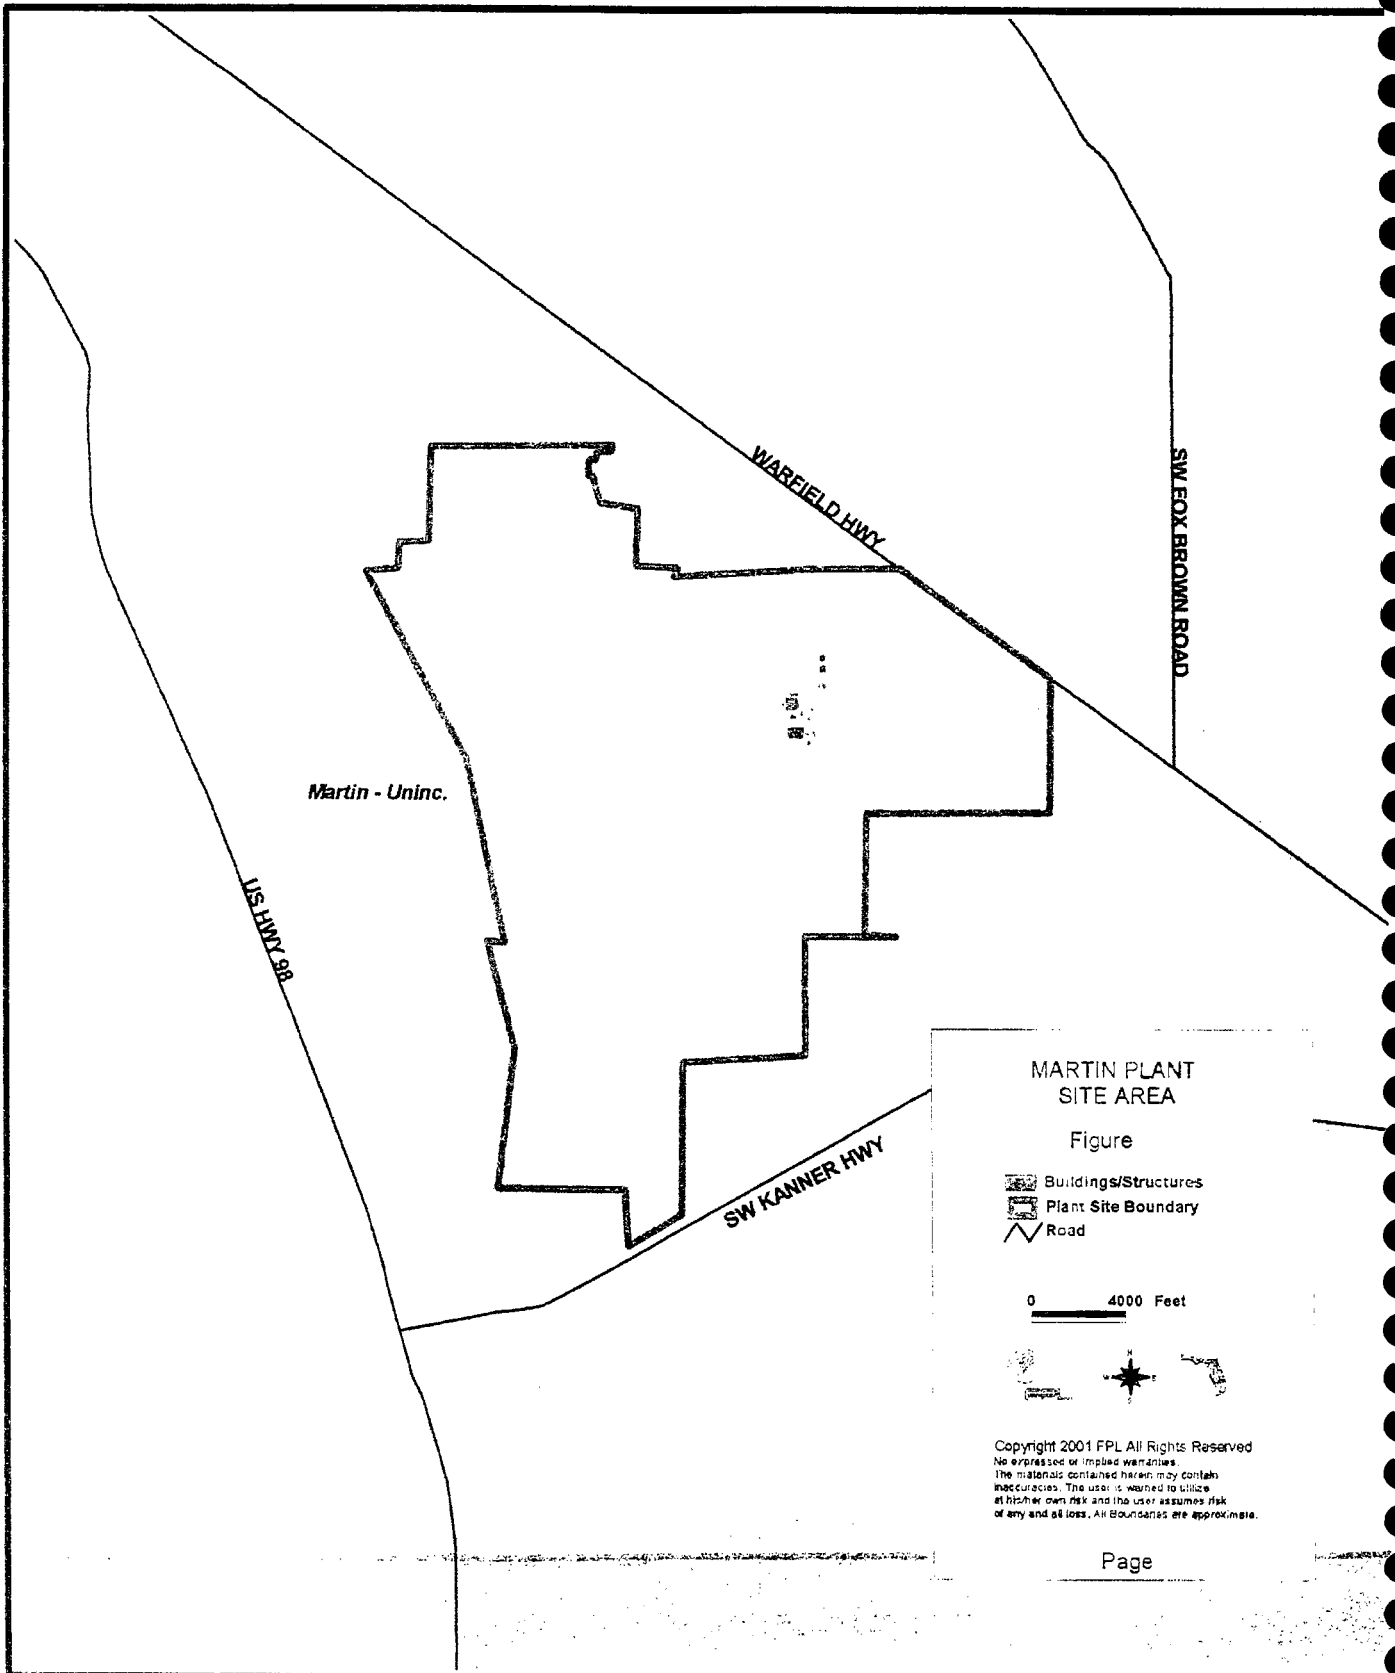 WARFIELD HWY
SW FOX BROWN ROAD
Martin - Uninc.
US HWY 98
SW KANNER HWY
MARTIN PLANT
SITE AREA
Figure
Buildings/Structures
Plant Site Boundary
Road
0 4000 Feet
N
W E
S
Copyright 2001 FPL All Rights Reserved
No expressed or implied warranties.
The materials contained herein may contain
inaccuracies. The user is warned to utilize
at his/her own risk and the user assumes risk
of any and all loss. All Boundaries are approximate.
Page